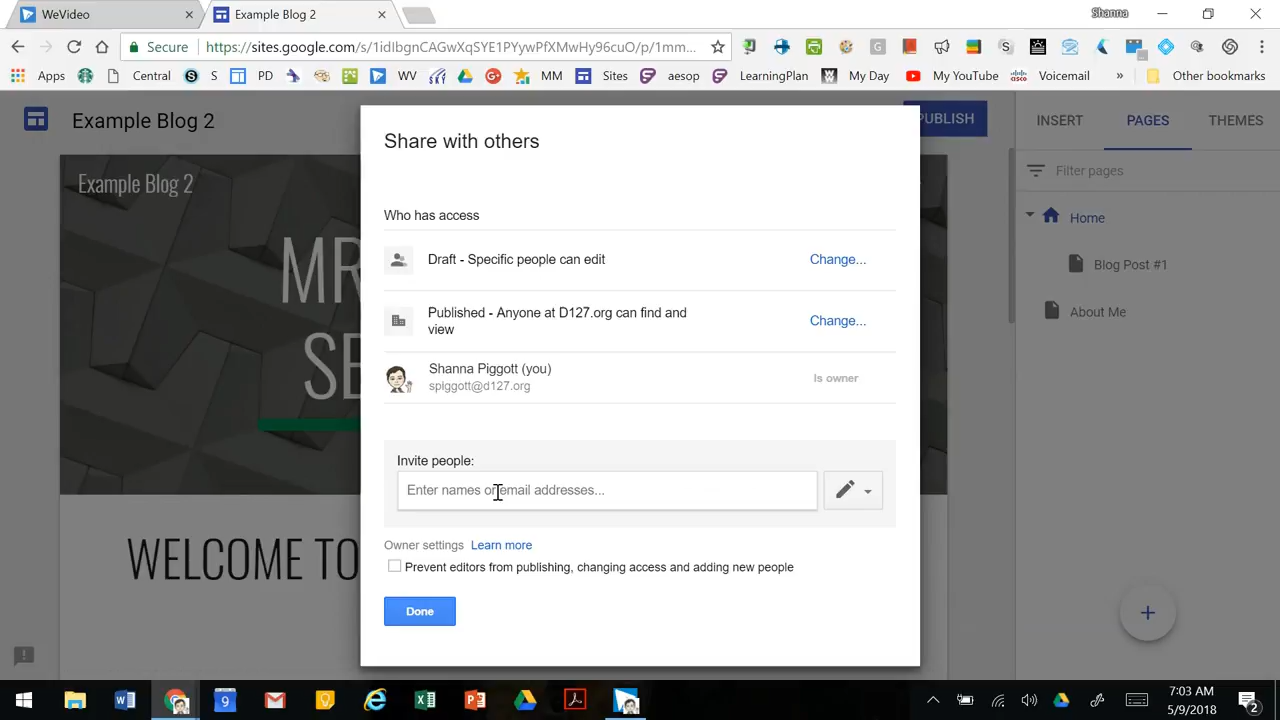 WeVideo
Example Blog 2
Shanna
Secure
https://sites.google.com/s/1idIbgnCAGwXqSYE1PYywPfXMwHy96cuO/p/1mm...
Apps
Central
S
PD
WV
MM
Sites
aesop
LearningPlan
My Day
My YouTube
Voicemail
»
Other bookmarks
Example Blog 2
PUBLISH
INSERT
PAGES
THEMES
Example Blog 2
MR
SE
WELCOME TO
Filter pages
Home
Blog Post #1
About Me
Share with others
Who has access
Draft - Specific people can edit
Change...
Published - Anyone at D127.org can find and
view
Change...
Shanna Piggott (you)
spiggott@d127.org
Is owner
Invite people:
Enter names or email addresses...
Owner settings Learn more
Prevent editors from publishing, changing access and adding new people
Done
7:03 AM
5/9/2018
2